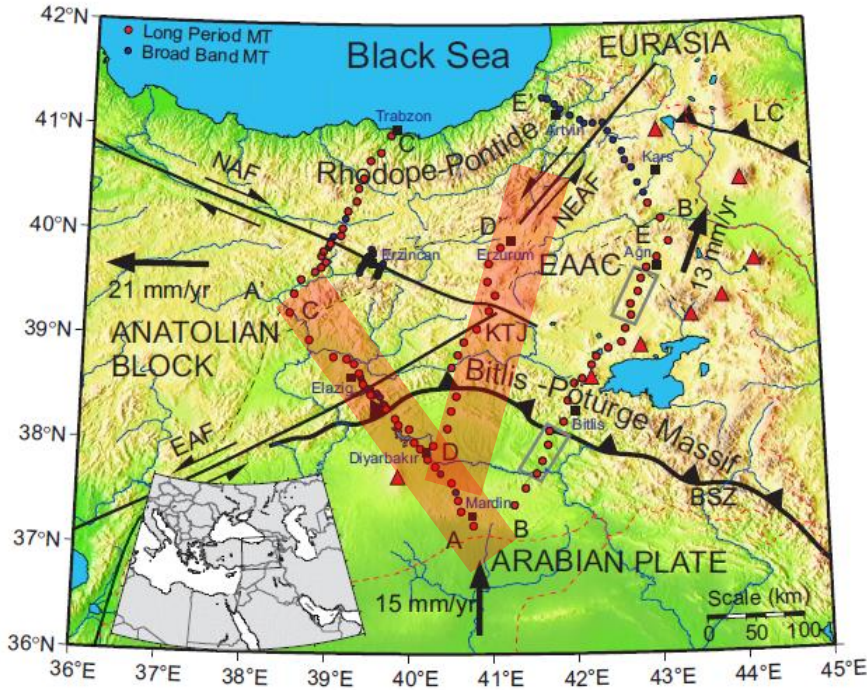 42°N
41°N
40°N
39°N
38°N
37°N
36°N
Long Period MT
Broad Band MT
Black Sea
EURASIA
Trabzon
C'
E'
Artvin
LC
Rhodope-Pontide
Kars
NAF
NEAF
B'
D'
Erzincan
Erzurum
E
EAAC
Ağrı
13 mm/yr
21 mm/yr
A'
C
ANATOLIAN
BLOCK
KTJ
Elazig
Bitlis -Poturge Massif
Bitlis
EAF
Diyarbakır
D
BSZ
Mardin
A
B
ARABIAN PLATE
15 mm/yr
Scale (km)
0 50 100
36°E 37°E 38°E 39°E 40°E 41°E 42°E 43°E 44°E 45°E